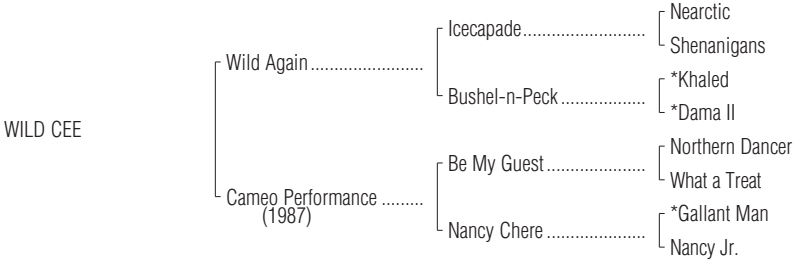 Nearctic
Icecapade
Shenanigans
Wild Again
*Khaled
Bushel-n-Peck
*Dama II
WILD CEE
Northern Dancer
Be My Guest
What a Treat
Cameo Performance
(1987)
*Gallant Man
Nancy Chere
Nancy Jr.